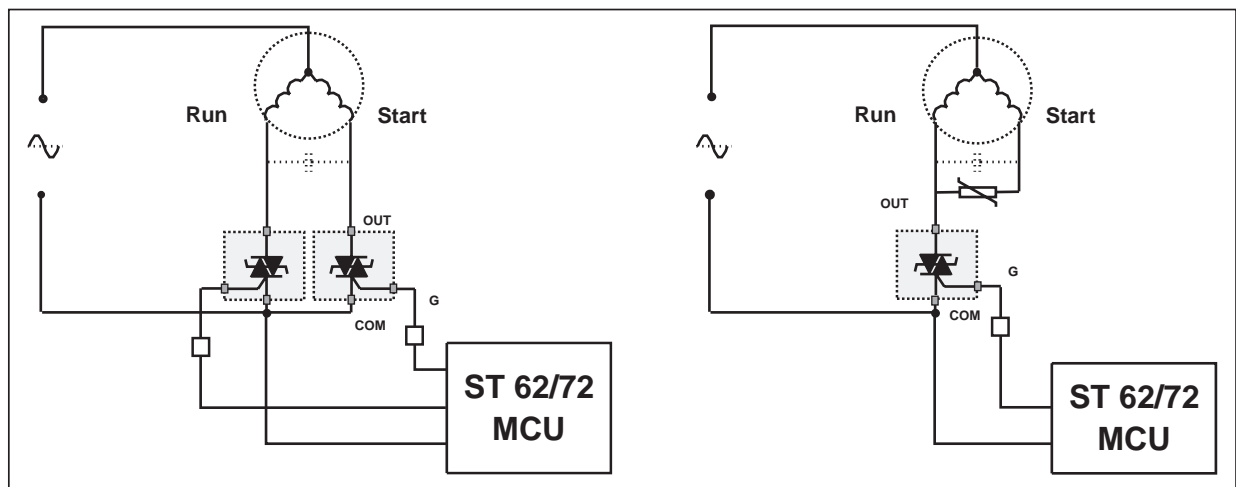 Run
Start
OUT
G
COM
ST 62/72
MCU
Run
Start
OUT
G
COM
ST 62/72
MCU